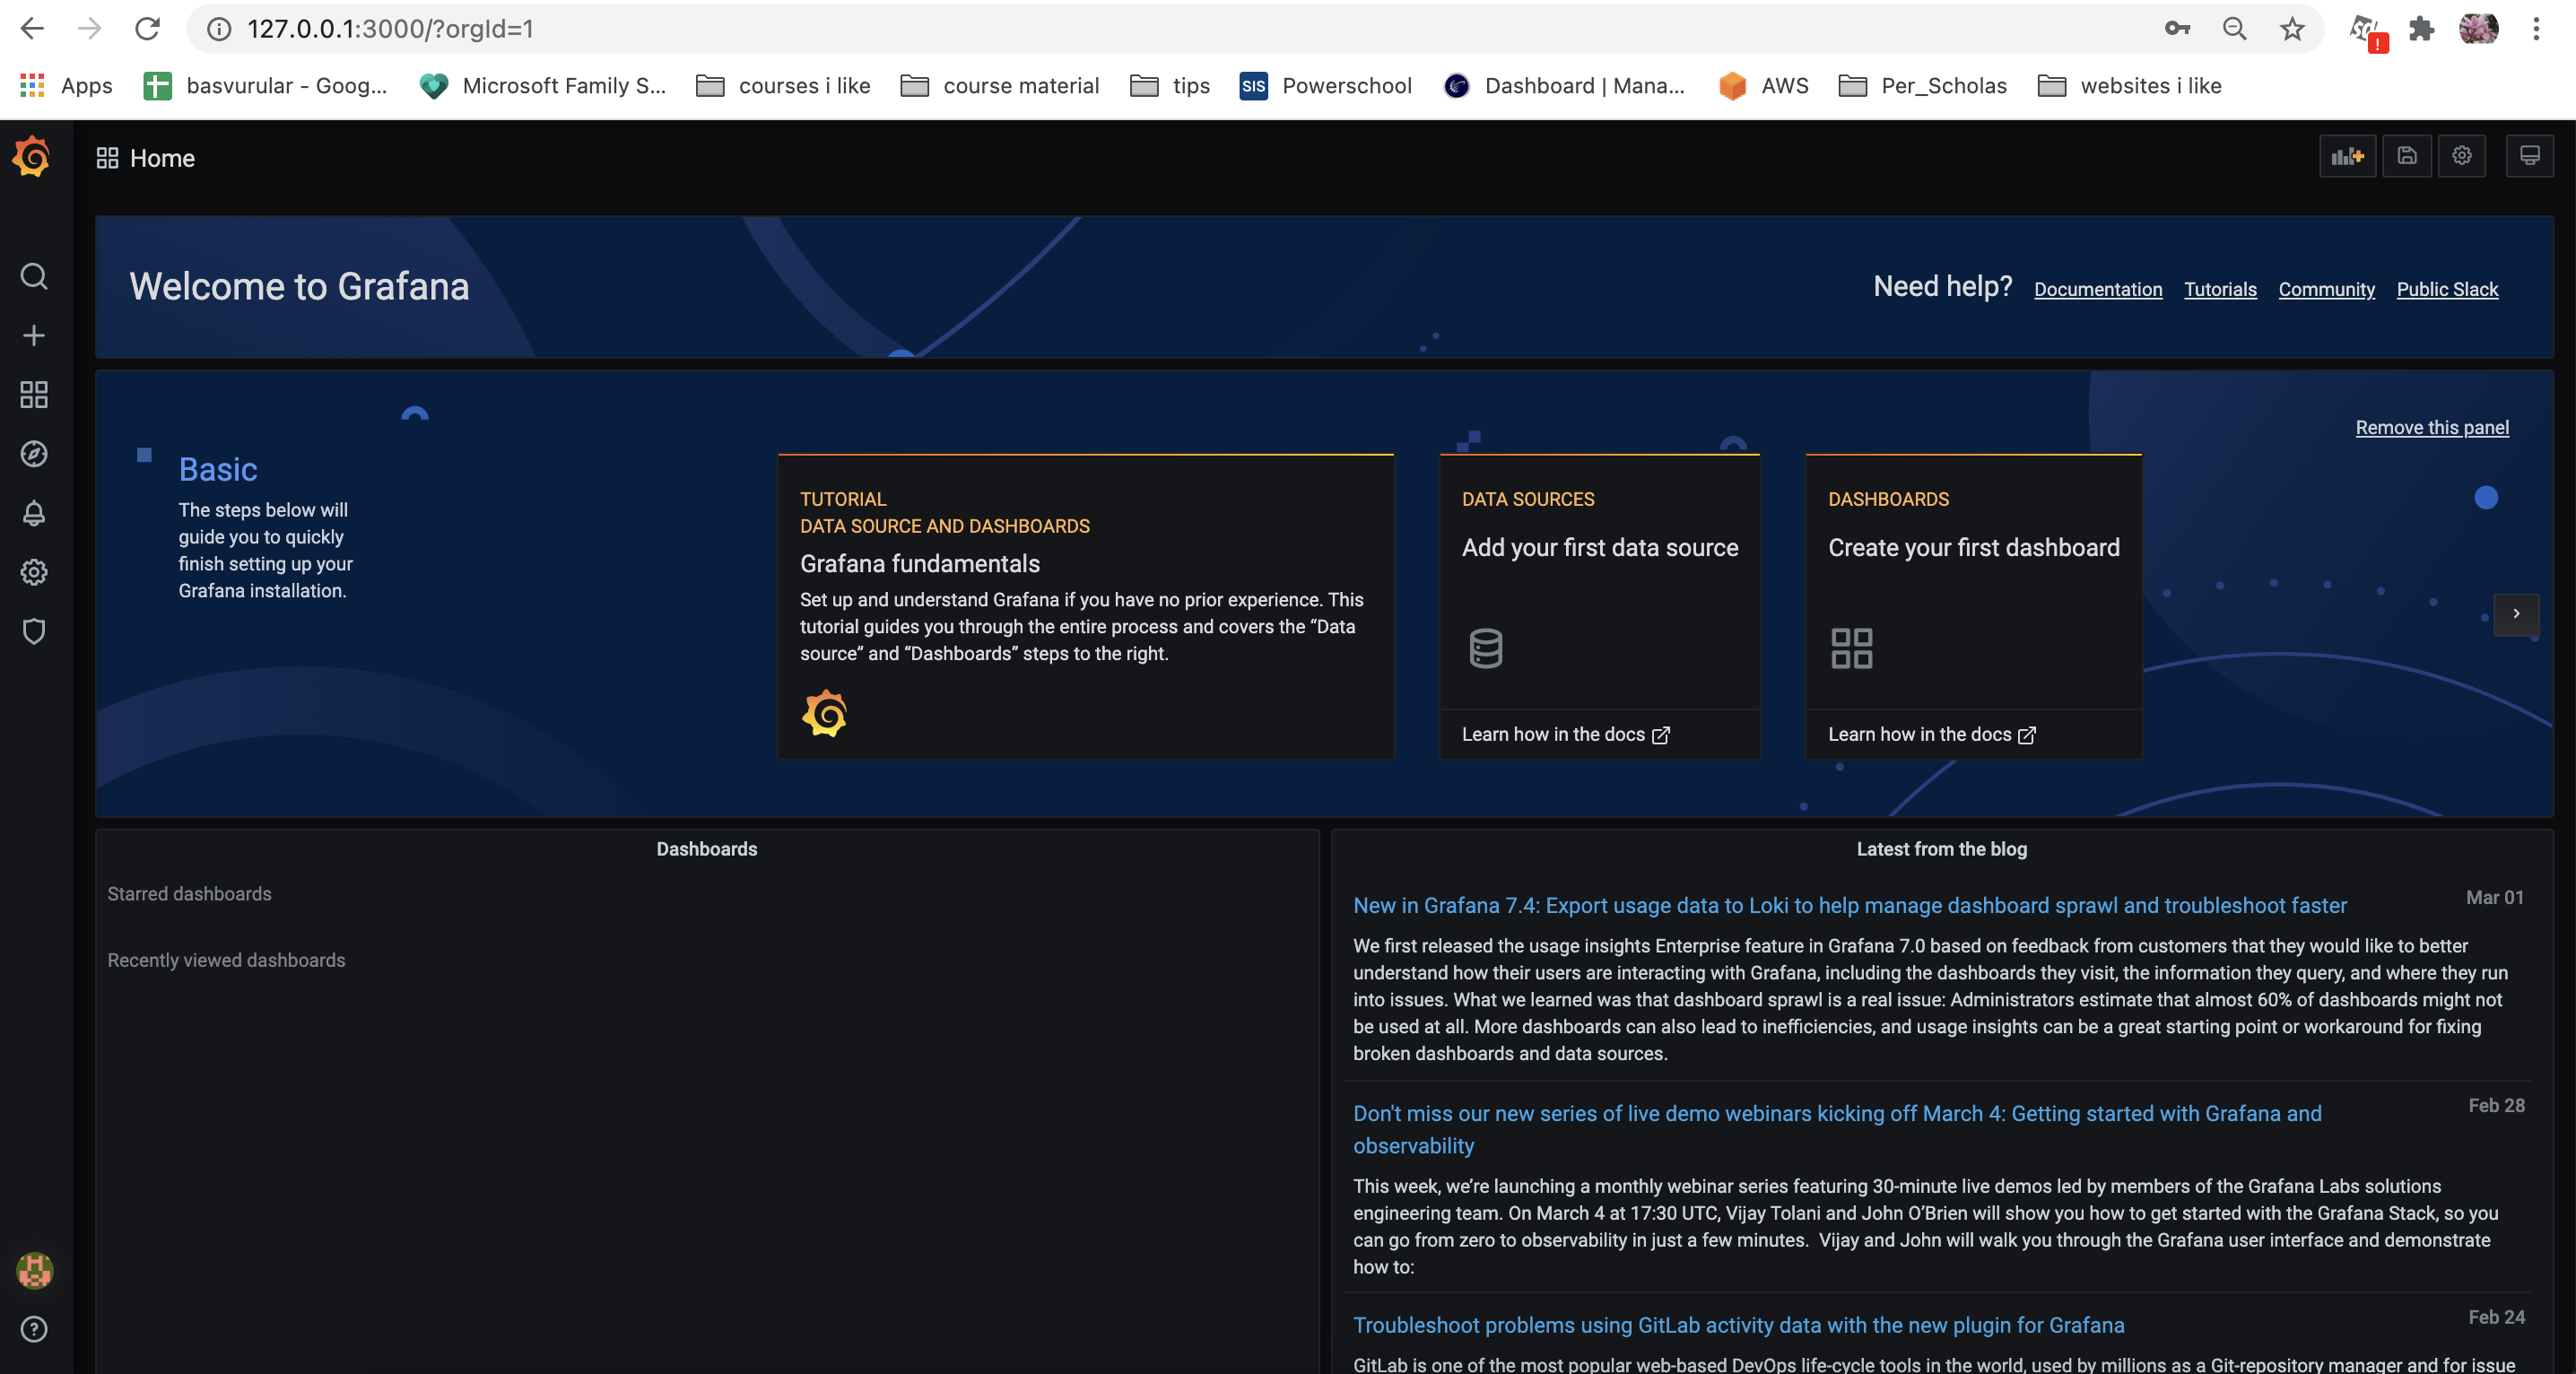 127.0.0.1:3000/?orgId=1
Apps
basvurular - Goog...
Microsoft Family S...
courses i like
course material
tips
SIS
Powerschool
Dashboard | Mana...
AWS
Per_Scholas
websites i like
Home
Welcome to Grafana
Need help?
Documentation
Tutorials
Community
Public Slack
Remove this panel
Basic
The steps below will
guide you to quickly
finish setting up your
Grafana installation.
TUTORIAL
DATA SOURCE AND DASHBOARDS
Grafana fundamentals
Set up and understand Grafana if you have no prior experience. This
tutorial guides you through the entire process and covers the “Data
source” and “Dashboards” steps to the right.
DATA SOURCES
Add your first data source
Learn how in the docs
DASHBOARDS
Create your first dashboard
Learn how in the docs
Dashboards
Starred dashboards
Recently viewed dashboards
Latest from the blog
New in Grafana 7.4: Export usage data to Loki to help manage dashboard sprawl and troubleshoot faster
Mar 01
We first released the usage insights Enterprise feature in Grafana 7.0 based on feedback from customers that they would like to better
understand how their users are interacting with Grafana, including the dashboards they visit, the information they query, and where they run
into issues. What we learned was that dashboard sprawl is a real issue: Administrators estimate that almost 60% of dashboards might not
be used at all. More dashboards can also lead to inefficiencies, and usage insights can be a great starting point or workaround for fixing
broken dashboards and data sources.
Don't miss our new series of live demo webinars kicking off March 4: Getting started with Grafana and
observability
Feb 28
This week, we’re launching a monthly webinar series featuring 30-minute live demos led by members of the Grafana Labs solutions
engineering team. On March 4 at 17:30 UTC, Vijay Tolani and John O’Brien will show you how to get started with the Grafana Stack, so you
can go from zero to observability in just a few minutes.  Vijay and John will walk you through the Grafana user interface and demonstrate
how to:
Troubleshoot problems using GitLab activity data with the new plugin for Grafana
Feb 24
GitLab is one of the most popular web-based DevOps life-cycle tools in the world, used by millions as a Git-repository manager and for issue